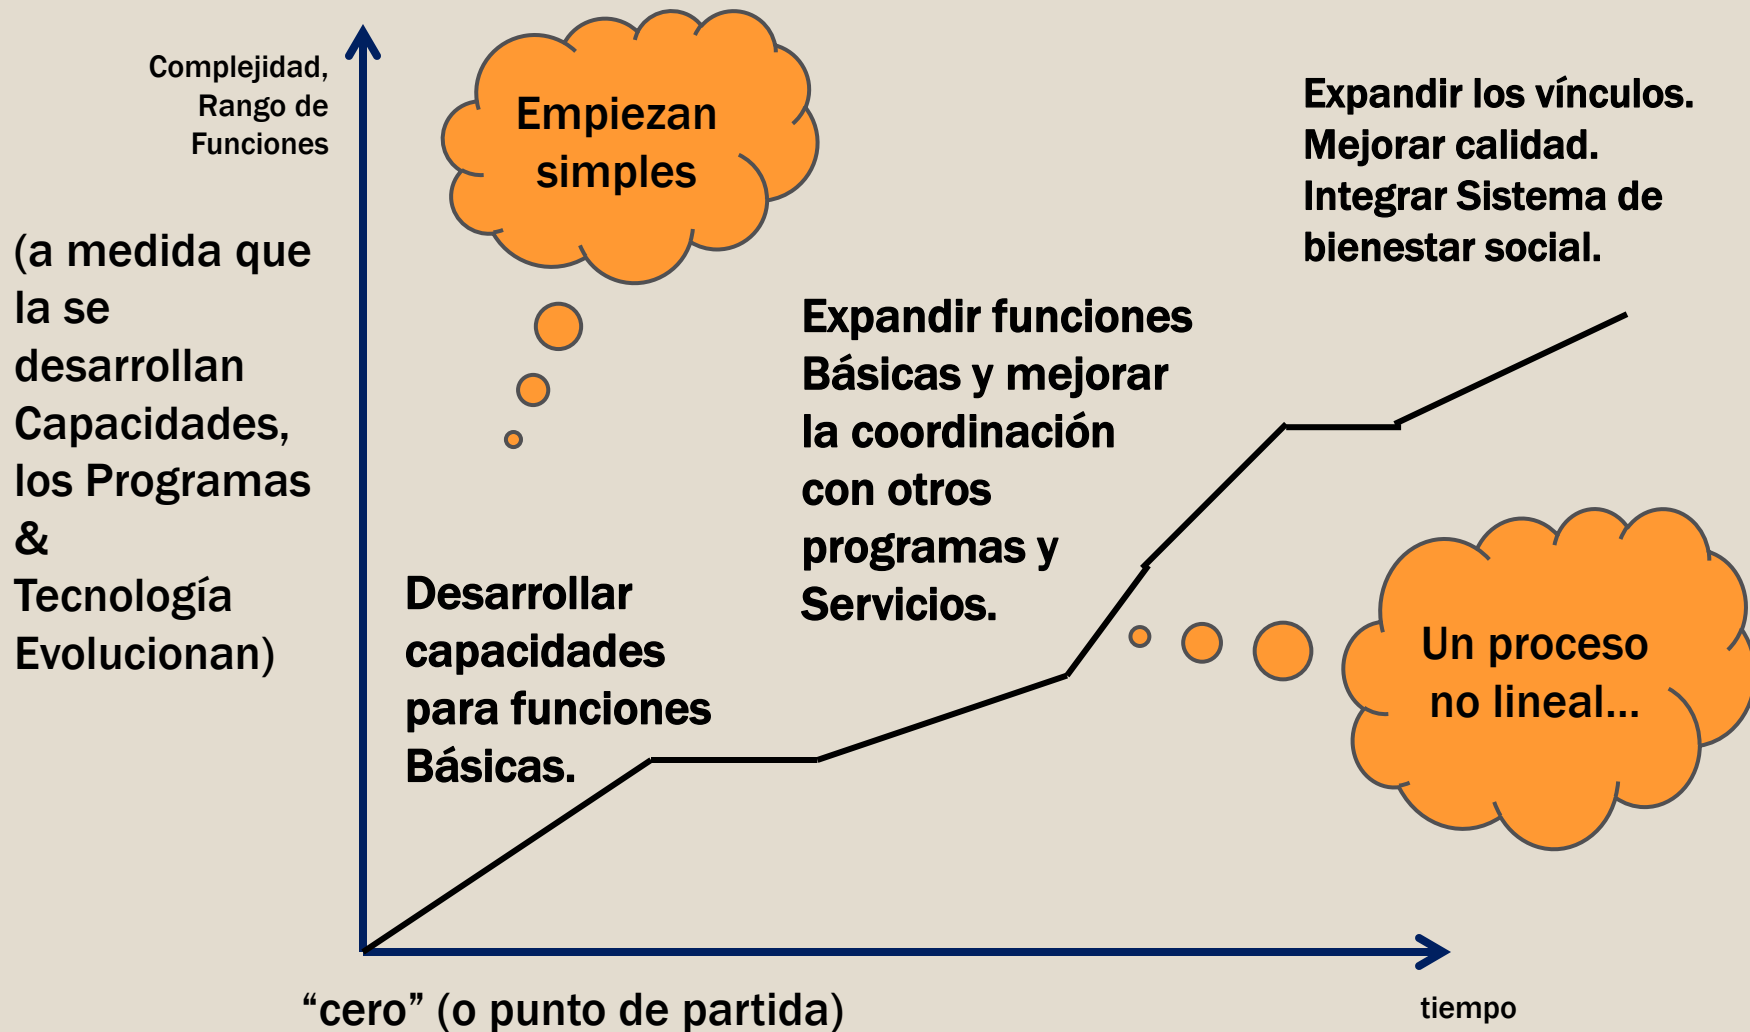 Complejidad,
Rango de
Funciones
(a medida que
la se
desarrollan
Capacidades,
los Programas
&
Tecnología
Evolucionan)
Empiezan
simples
Desarrollar
capacidades
para funciones
Básicas.
Expandir funciones
Básicas y mejorar
la coordinación
con otros
programas y
Servicios.
Expandir los vínculos.
Mejorar calidad.
Integrar Sistema de
bienestar social.
Un proceso
no lineal...
“cero” (o punto de partida)
tiempo